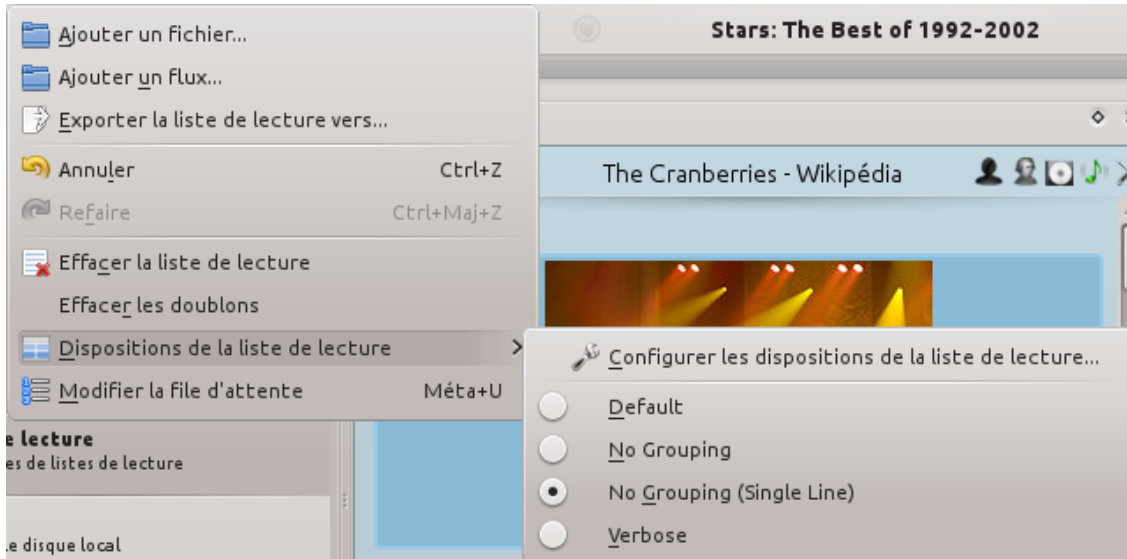 Ajouter un fichier...
Ajouter un flux...
Exporter la liste de lecture vers...
Annuler Ctrl+Z
Refaire Ctrl+Maj+Z
Effacer la liste de lecture
Effacer les doublons
Dispositions de la liste de lecture
Modifier la file d'attente Méta+U
Stars: The Best of 1992-2002
The Cranberries - Wikipédia
Configurer les dispositions de la liste de lecture...
Default
No Grouping
No Grouping (Single Line)
Verbose
e lecture
es de listes de lecture
le disque local